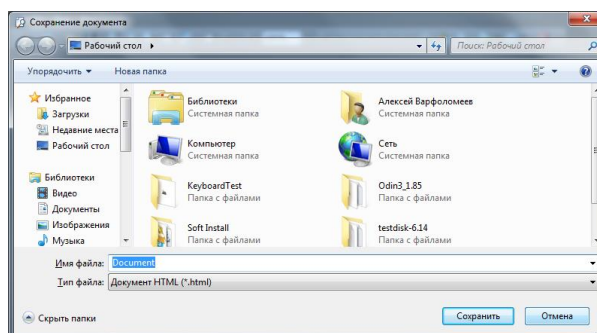 Сохранение документа
Рабочий стол
Поиск: Рабочий стол
Упорядочить
Новая папка
Избранное
Загрузки
Недавние места
Рабочий стол
Библиотеки
Видео
Документы
Изображения
Музыка
Библиотеки
Системная папка
Алексей Варфоломеев
Системная папка
Компьютер
Системная папка
Сеть
Системная папка
KeyboardTest
Папка с файлами
Odin3_1.85
Папка с файлами
Soft Install
Папка с файлами
testdisk-6.14
Папка с файлами
Имя файла: Document
Тип файла: Документ HTML (*.html)
Скрыть папки
Сохранить
Отмена